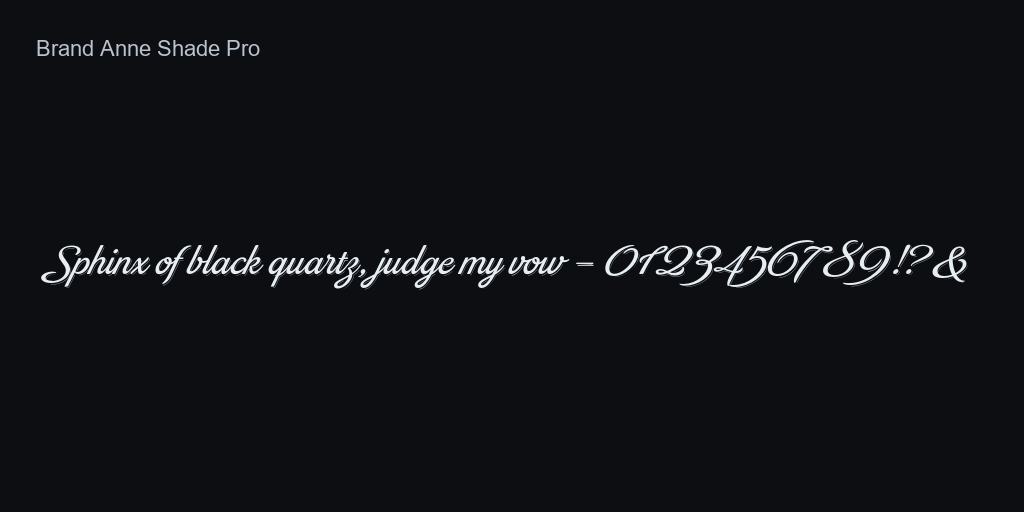 Brand Anne Shade Pro
Sphinx of black quartz, judge my vow – 0123456789 !? &